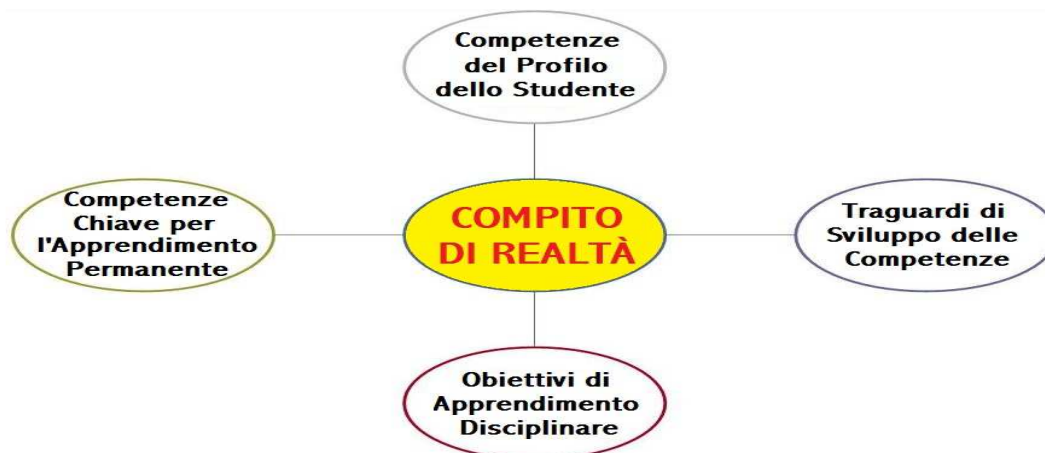 Competenze
del Profilo
dello Studente
Competenze
Chiave per
l'Apprendimento
Permanente
COMPITO
DI REALTÀ
Traguardi di
Sviluppo delle
Competenze
Obiettivi di
Apprendimento
Disciplinare